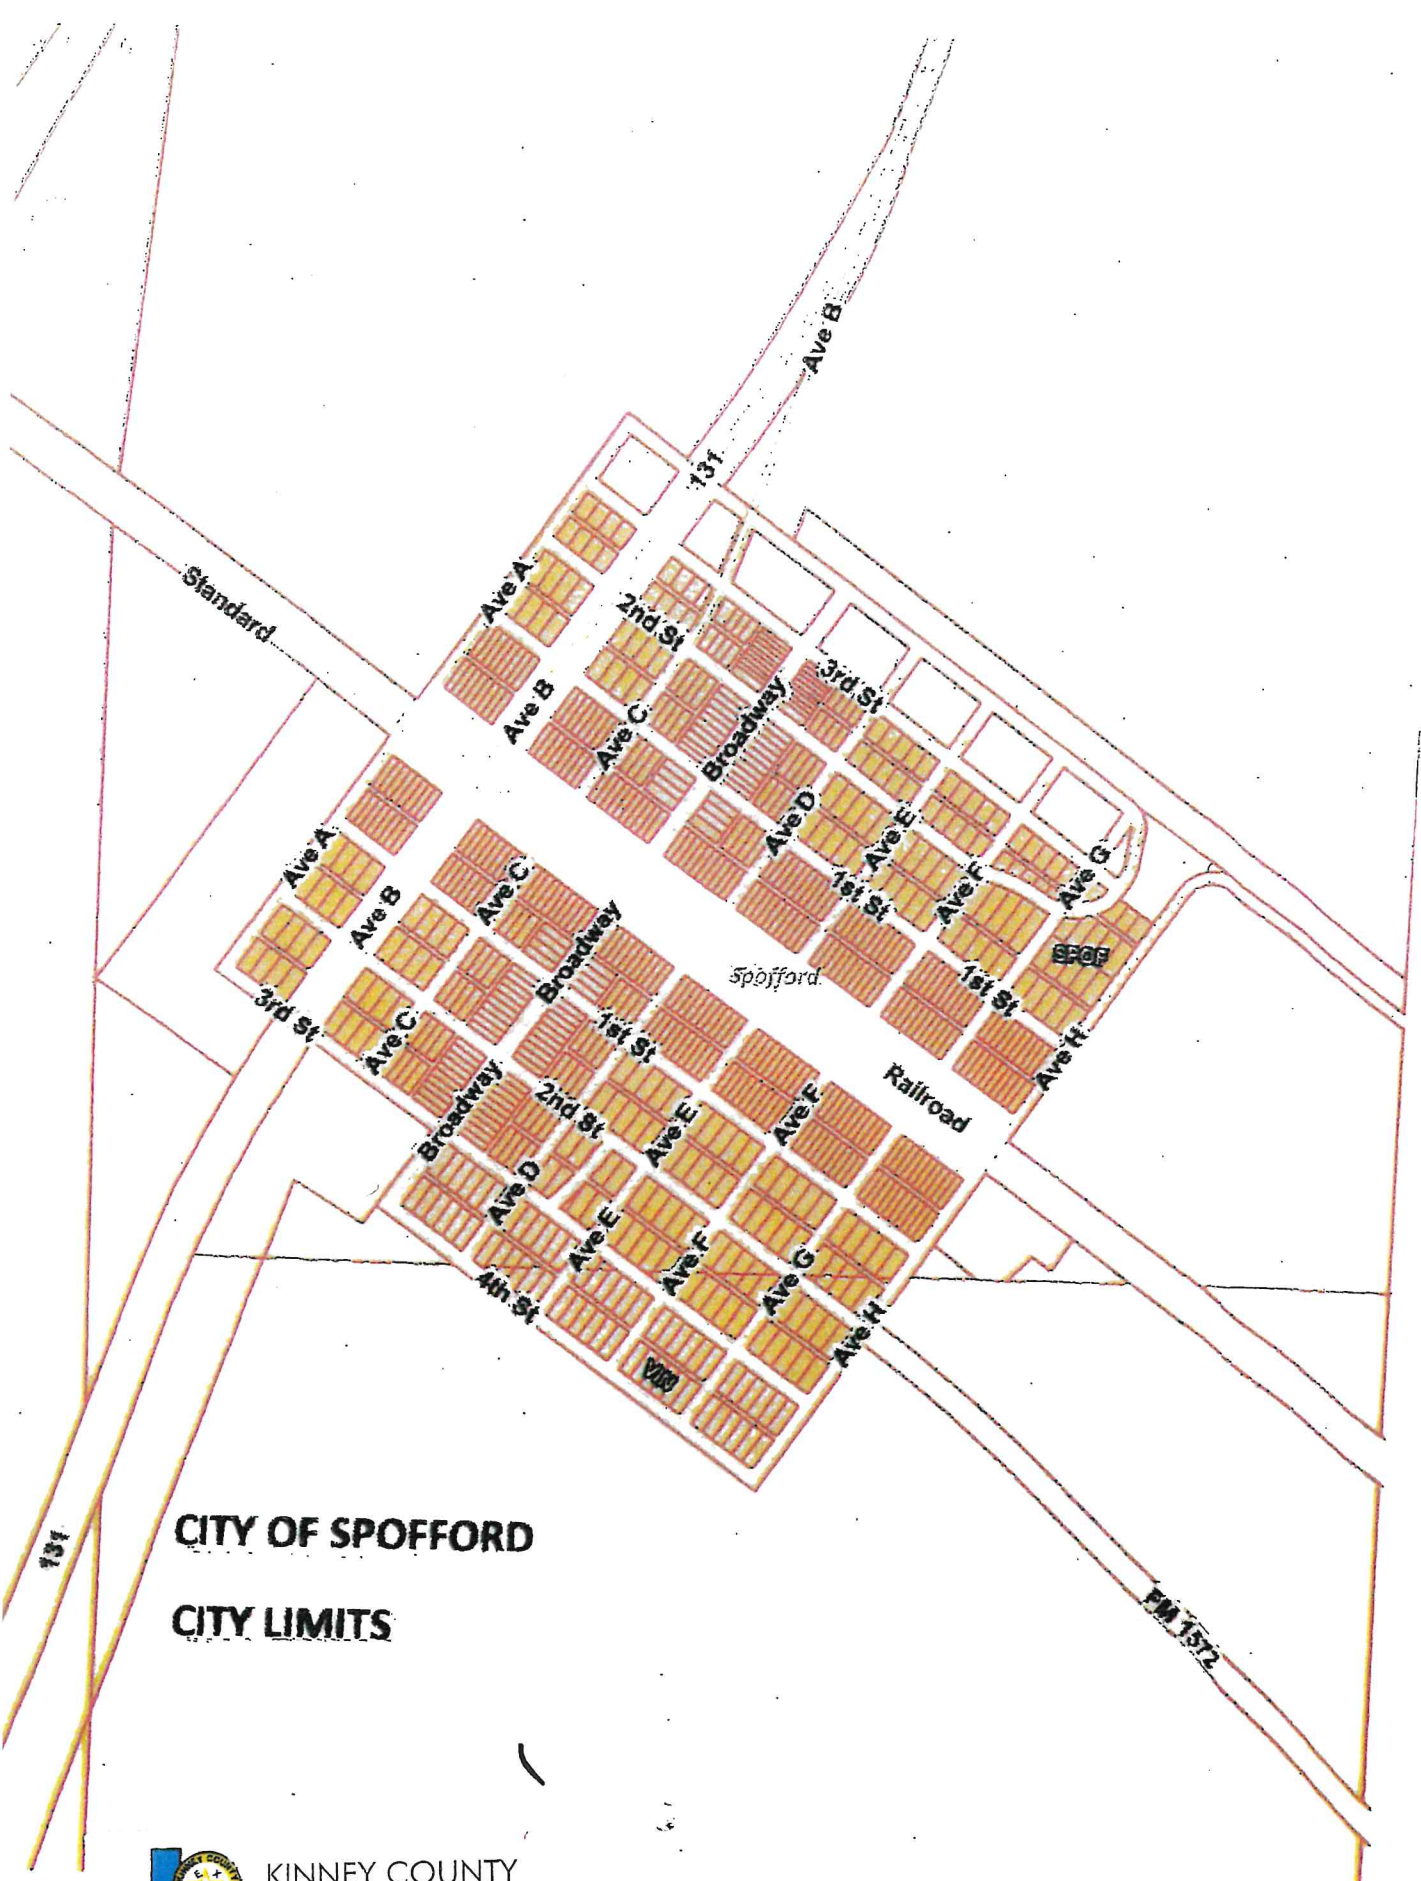 Ave B
131
Standard
Ave A
2nd St
3rd St
Ave B
Ave C
Broadway
Ave D
Ave E
Ave A
Ave G
Ave C
1st St
Ave F
Ave B
Broadway
SPOF
Spofford
1st St
3rd St
Ave C
1st St
Ave H
Railroad
Broadway
2nd St
Ave E
Ave F
Ave D
Ave E
Ave F
Ave G
4th St
Ave H
CITY OF SPOFFORD
131
CITY LIMITS
FM 1572
KINNEY COUNTY